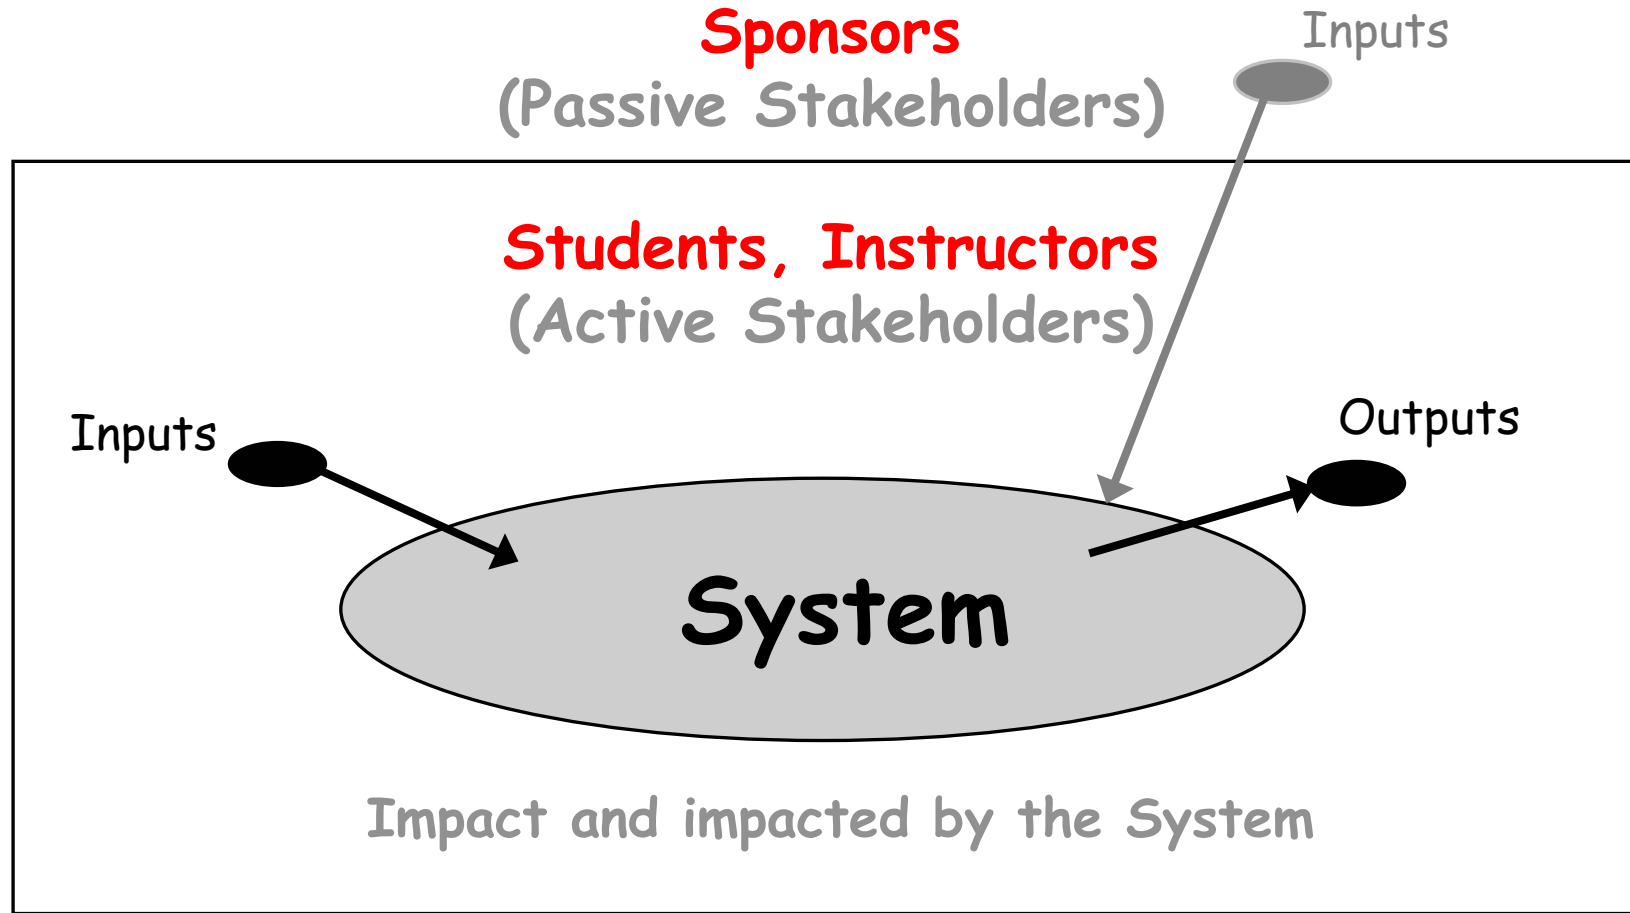 Sponsors
Inputs
(Passive Stakeholders)
Students, Instructors
(Active Stakeholders)
Inputs
Outputs
System
Impact and impacted by the System